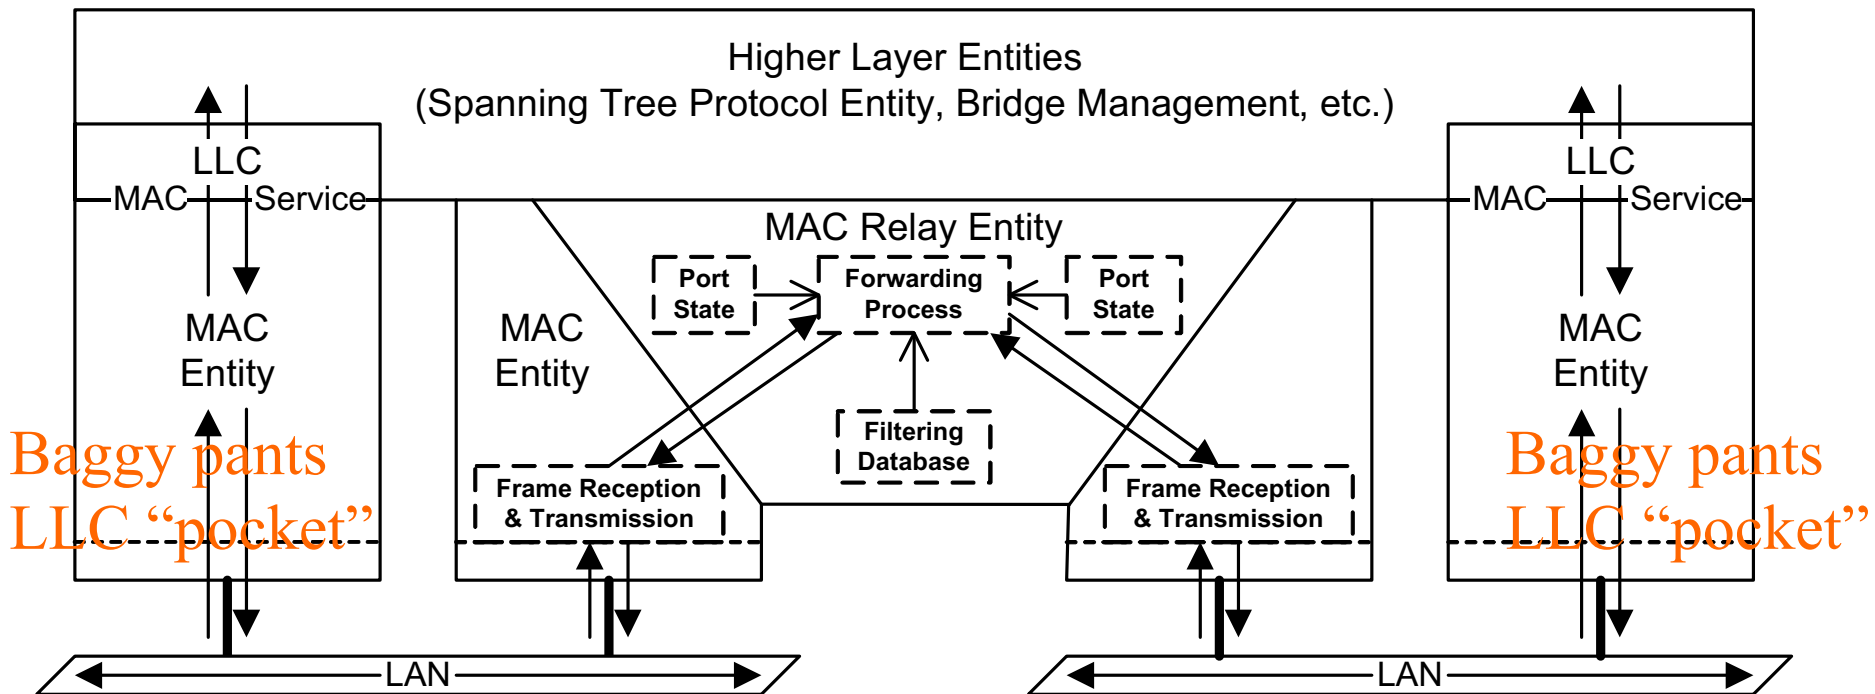 Higher Layer Entities
(Spanning Tree Protocol Entity, Bridge Management, etc.)
LLC
MAC Service
LLC
MAC Service
MAC Relay Entity
Port
State
Forwarding
Process
Port
State
MAC
Entity
MAC
Entity
MAC
Entity
Filtering
Database
Baggy pants
LLC “pocket”
Frame Reception
& Transmission
Frame Reception
& Transmission
Baggy pants
LLC “pocket”
LAN
LAN